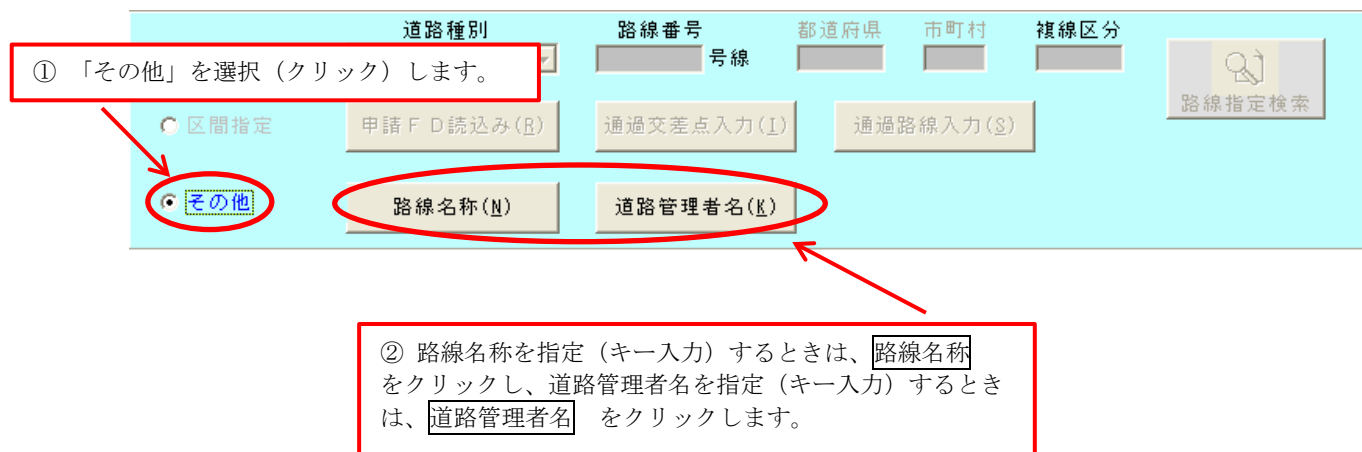 道路種別 路線番号 都道府県 市町村 複線区分
号線
① 「その他」を選択（クリック）します。
路線指定検索
区間指定 申請ＦＤ読込み(R) 通過交差点入力(I) 通過路線入力(S)
その他 路線名称(N) 道路管理者名(K)
② 路線名称を指定（キー入力）するときは、路線名称
をクリックし、道路管理者名を指定（キー入力）するとき
は、道路管理者名　をクリックします。